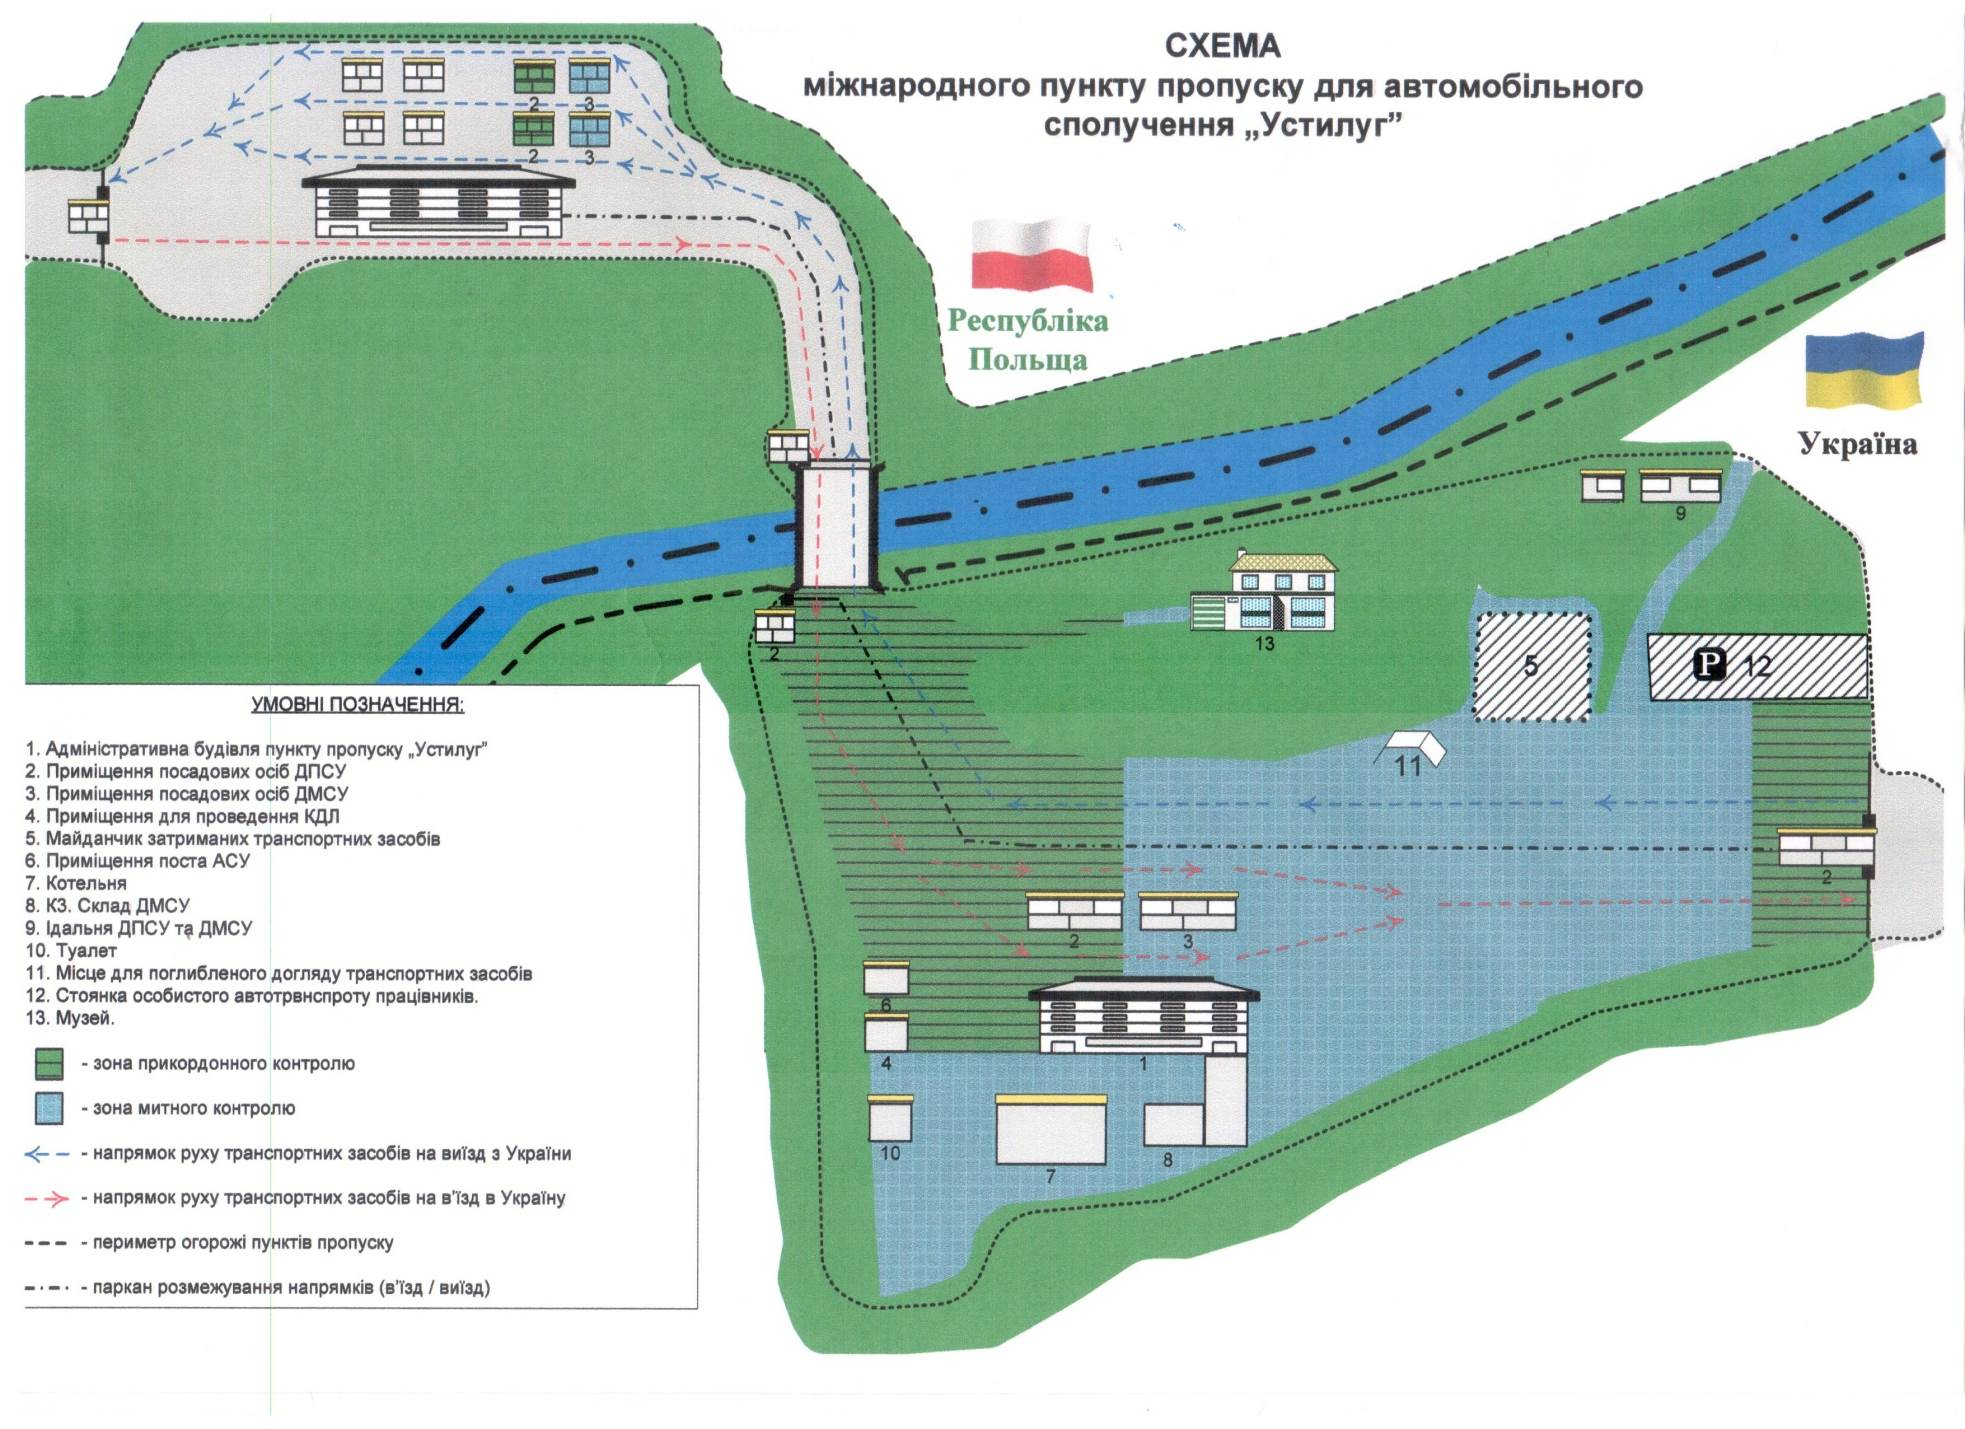 СХЕМА
міжнародного пункту пропуску для автомобільного
сполучення „Устилуг”
2
3
2
3
Республіка
Польща
Україна
9
13
2
5
P 12
11
2
2
3
6
4
1
10
7
8
УМОВНІ ПОЗНАЧЕННЯ:
1. Адміністративна будівля пункту пропуску „Устилуг”
2. Приміщення посадових осіб ДПСУ
3. Приміщення посадових осіб ДМСУ
4. Приміщення для проведення КДЛ
5. Майданчик затриманих транспортних засобів
6. Приміщення поста АСУ
7. Котельня
8. КЗ. Склад ДМСУ
9. Їдальня ДПСУ та ДМСУ
10. Туалет
11. Місце для поглибленого догляду транспортних засобів
12. Стоянка особистого автотрвнспроту працівників.
13. Музей.
- зона прикордонного контролю
- зона митного контролю
- напрямок руху транспортних засобів на виїзд з України
- напрямок руху транспортних засобів на в'їзд в Україну
- периметр огорожі пунктів пропуску
- паркан розмежування напрямків (в'їзд / виїзд)